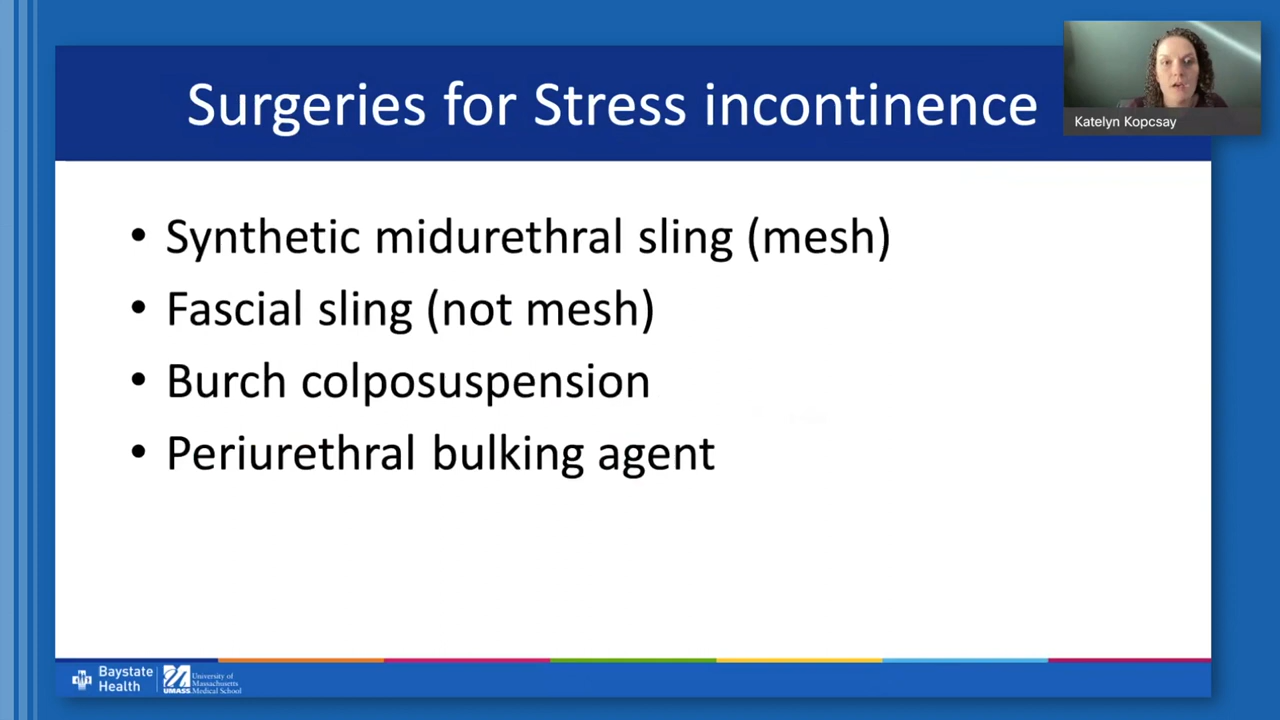 Surgeries for Stress incontinence
Katelyn Kopcsay
• Synthetic midurethral sling (mesh)
• Fascial sling (not mesh)
• Burch colposuspension
• Periurethral bulking agent
Baystate
Health
UMASS
University of
Massachusetts
Medical School